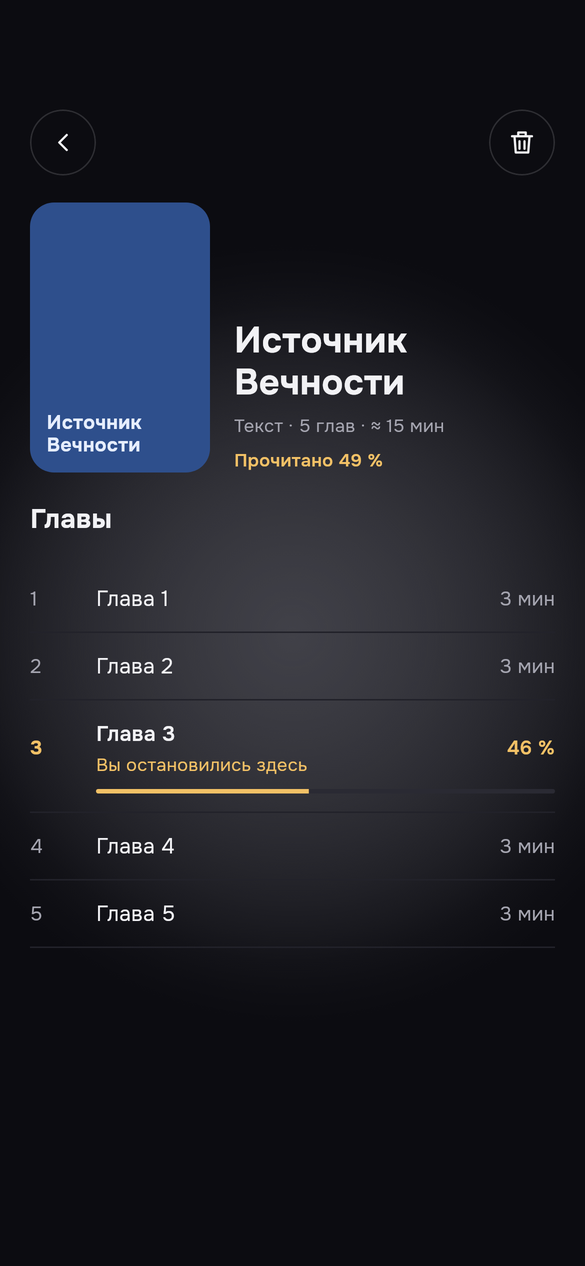 Источник
Вечности
Источник
Вечности
Текст · 5 глав · ≈ 15 мин
Прочитано 49 %
Главы
1 Глава 1 3 мин
2 Глава 2 3 мин
3 Глава 3 46 %
Вы остановились здесь
4 Глава 4 3 мин
5 Глава 5 3 мин